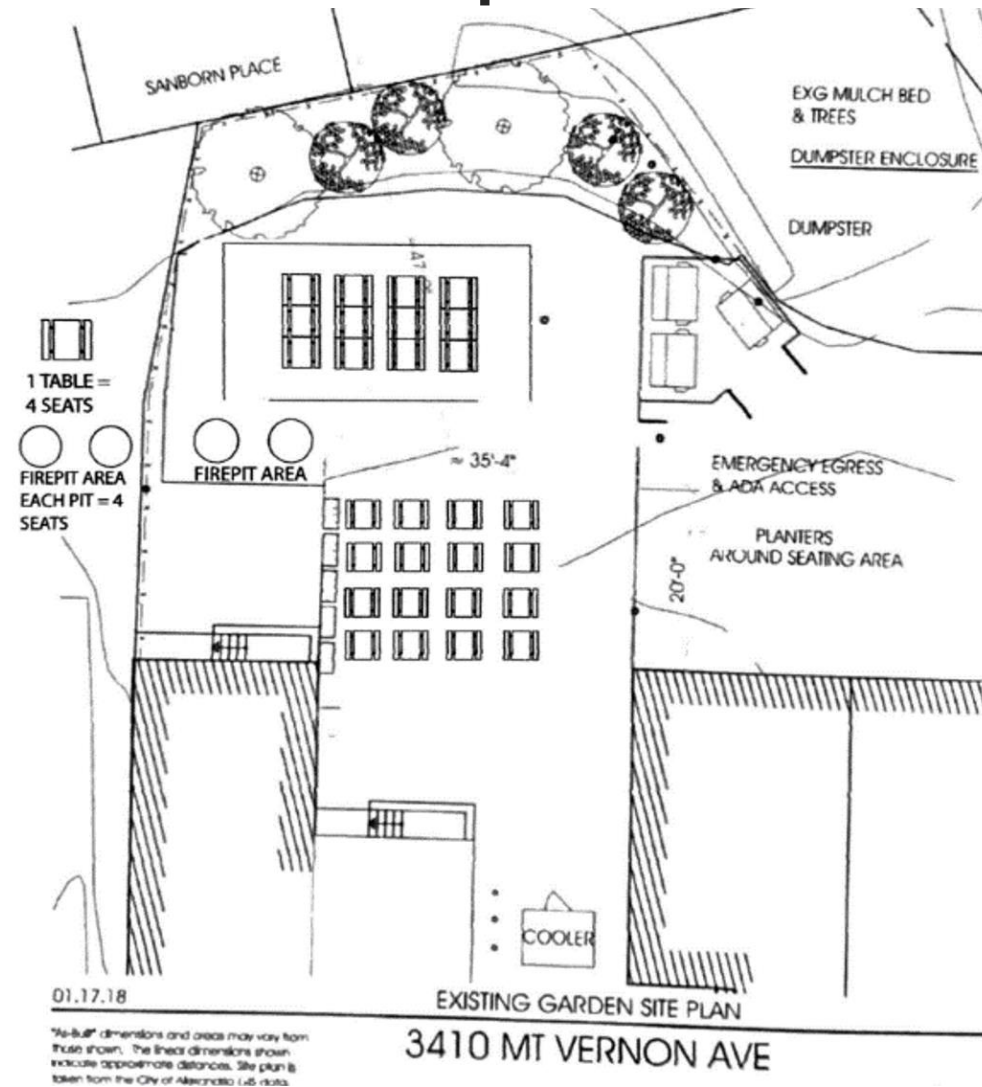 SANBORN PLACE
EXG MULCH BED
& TREES
DUMPSTER ENCLOSURE
DUMPSTER
1 TABLE =
4 SEATS
FIREPIT AREA
EACH PIT = 4
SEATS
FIREPIT AREA
≈ 35'-4"
EMERGENCY EGRESS
& ADA ACCESS
PLANTERS
AROUND SEATING AREA
20'-0"
COOLER
01.17.18
EXISTING GARDEN SITE PLAN
3410 MT VERNON AVE
"As-Built" dimensions and areas may vary from
those shown. The linear dimensions shown
indicate approximate distances. Site plan is
taken from the City of Alexandria data.